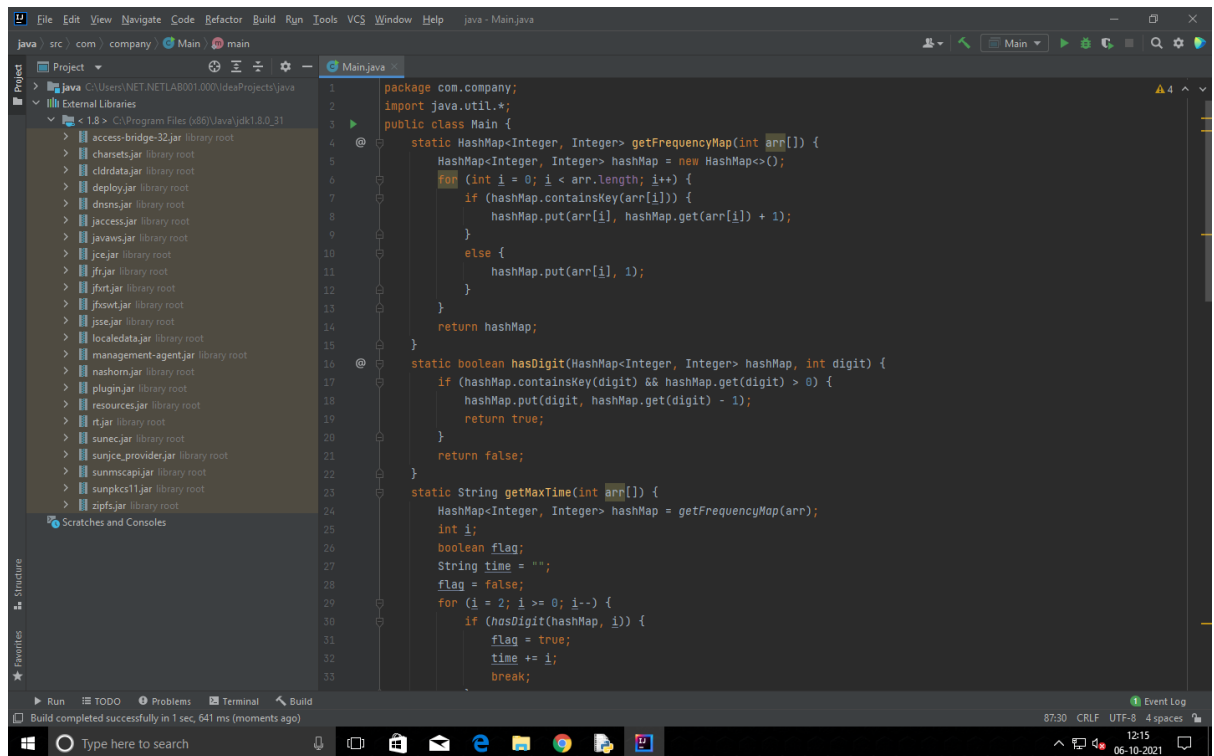 File Edit View Navigate Code Refactor Build Run Tools VCS Window Help java - Main.java
java src com company Main main Main
Project
Main.java
Project
java C:\Users\NET.NETLAB001.000\IdeaProjects\java
External Libraries
< 1.8 > C:\Program Files (x86)\Java\jdk1.8.0_31
access-bridge-32.jar library root
charsets.jar library root
cldrdata.jar library root
deploy.jar library root
dnsns.jar library root
jaccess.jar library root
javaws.jar library root
jce.jar library root
jfr.jar library root
jfxrt.jar library root
jfxswt.jar library root
jsse.jar library root
localedata.jar library root
management-agent.jar library root
nashorn.jar library root
plugin.jar library root
resources.jar library root
rt.jar library root
sunec.jar library root
sunjce_provider.jar library root
sunmscapi.jar library root
sunpkcs11.jar library root
zipfs.jar library root
Scratches and Consoles
Structure
Favorites
4
1 package com.company;
2 import java.util.*;
3 public class Main {
4 @ static HashMap<Integer, Integer> getFrequencyMap(int arr[]) {
5 HashMap<Integer, Integer> hashMap = new HashMap<>();
6 for (int i = 0; i < arr.length; i++) {
7 if (hashMap.containsKey(arr[i])) {
8 hashMap.put(arr[i], hashMap.get(arr[i]) + 1);
9 }
10 else {
11 hashMap.put(arr[i], 1);
12 }
13 }
14 return hashMap;
15 }
16 @ static boolean hasDigit(HashMap<Integer, Integer> hashMap, int digit) {
17 if (hashMap.containsKey(digit) && hashMap.get(digit) > 0) {
18 hashMap.put(digit, hashMap.get(digit) - 1);
19 return true;
20 }
21 return false;
22 }
23 static String getMaxTime(int arr[]) {
24 HashMap<Integer, Integer> hashMap = getFrequencyMap(arr);
25 int i;
26 boolean flag;
27 String time = "";
28 flag = false;
29 for (i = 2; i >= 0; i--) {
30 if (hasDigit(hashMap, i)) {
31 flag = true;
32 time += i;
33 break;
Run TODO Problems Terminal Build 1 Event Log
Build completed successfully in 1 sec, 641 ms (moments ago) 87:30 CRLF UTF-8 4 spaces
Type here to search
12:15
06-10-2021